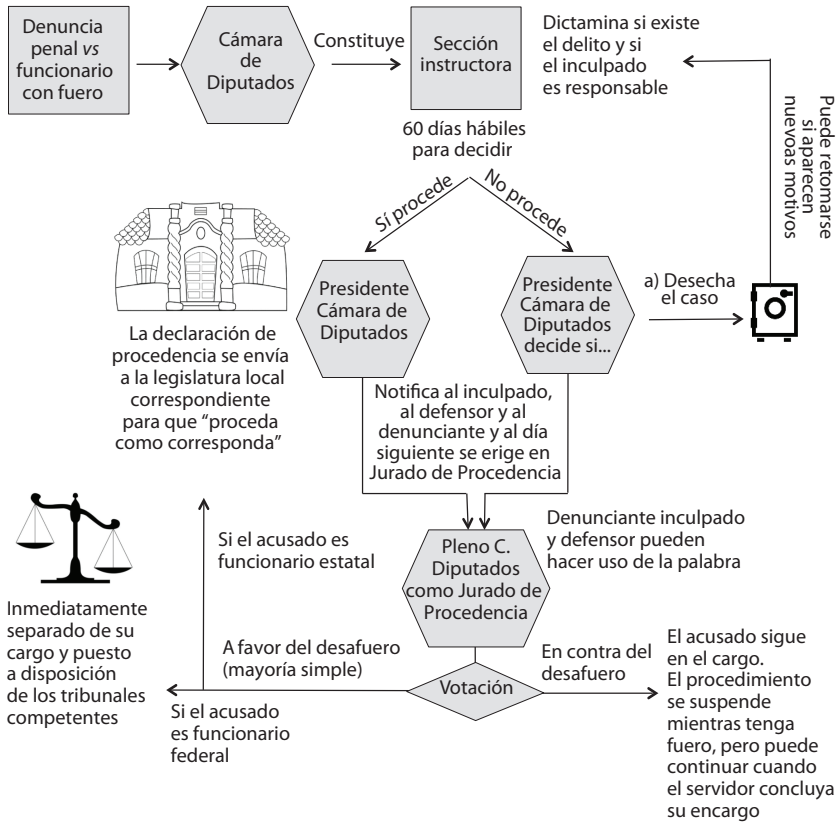 Denuncia
penal vs
funcionario
con fuero
Cámara
de
Diputados
Constituye
Sección
instructora
Dictamina si existe
el delito y si
el inculpado
es responsable
Puede retomarse
si aparecen
nuevoas motivos
60 días hábiles
para decidir
Sí procede
No procede
Presidente
Cámara de
Diputados
Presidente
Cámara de
Diputados
decide si...
a) Desecha
el caso
La declaración de
procedencia se envía
a la legislatura local
correspondiente
para que “proceda
como corresponda”
Notifica al inculpado,
al defensor y al
denunciante y al día
siguiente se erige en
Jurado de Procedencia
Si el acusado es
funcionario estatal
Pleno C.
Diputados
como Jurado de
Procedencia
Denunciante inculpado
y defensor pueden
hacer uso de la palabra
Inmediatamente
separado de su
cargo y puesto
a disposición
de los tribunales
competentes
A favor del desafuero
(mayoría simple)
Si el acusado
es funcionario
federal
Votación
En contra del
desafuero
El acusado sigue
en el cargo.
El procedimiento
se suspende
mientras tenga
fuero, pero puede
continuar cuando
el servidor concluya
su encargo